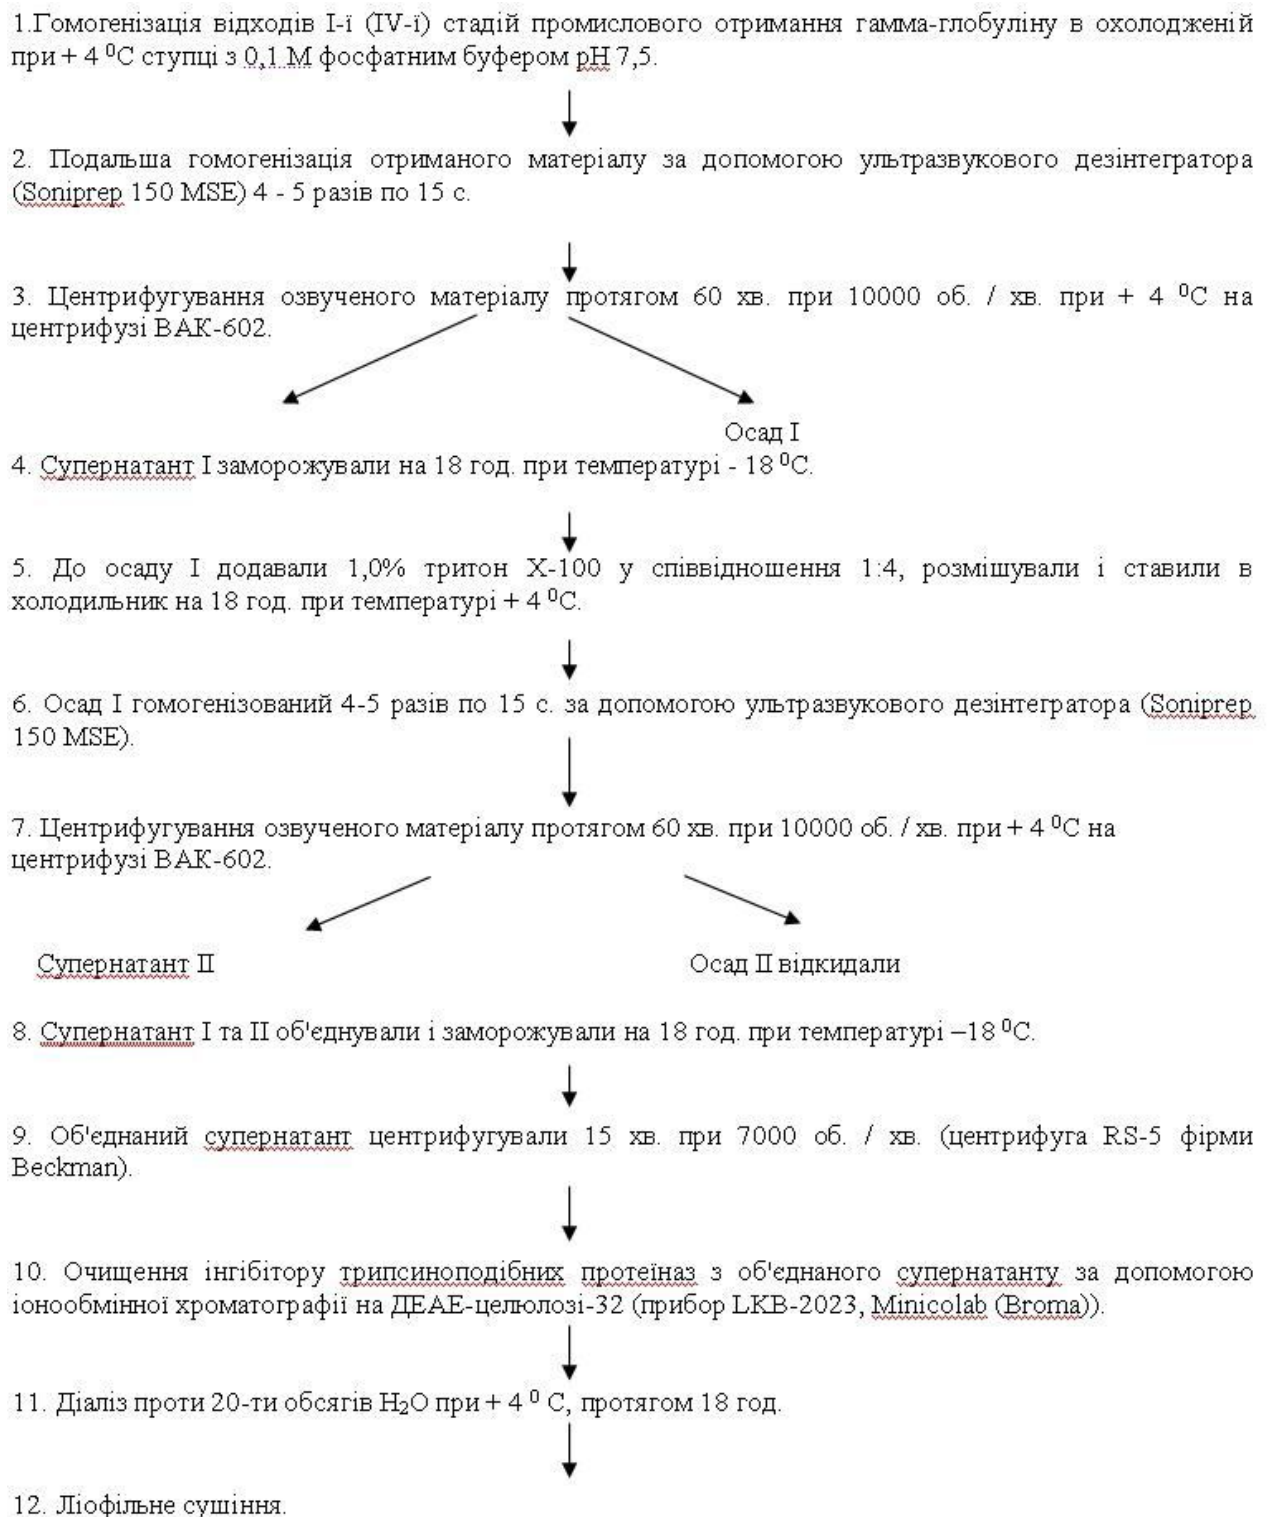 1.Гомогенізація відходів I-ї (IV-ї) стадій промислового отримання гамма-глобуліну в охолодженій
при + 4 ⁰С ступці з 0,1 М фосфатним буфером рН 7,5.
2. Подальша гомогенізація отриманого матеріалу за допомогою ультразвукового дезінтегратора
(Soniprep 150 MSE) 4 - 5 разів по 15 с.
3. Центрифугування озвученого матеріалу протягом 60 хв. при 10000 об. / хв. при + 4 ⁰С на
центрифузі ВАК-602.
Осад I
4. Супернатант I заморожували на 18 год. при температурі - 18 ⁰С.
5. До осаду I додавали 1,0% тритон Х-100 у співвідношення 1:4, розмішували і ставили в
холодильник на 18 год. при температурі + 4 ⁰С.
6. Осад I гомогенізований 4-5 разів по 15 с. за допомогою ультразвукового дезінтегратора (Soniprep
150 MSE).
7. Центрифугування озвученого матеріалу протягом 60 хв. при 10000 об. / хв. при + 4 ⁰С на
центрифузі ВАК-602.
Супернатант II
Осад II відкидали
8. Супернатант I та II об'єднували і заморожували на 18 год. при температурі –18 ⁰С.
9. Об'єднаний супернатант центрифугували 15 хв. при 7000 об. / хв. (центрифуга RS-5 фірми
Beckman).
10. Очищення інгібітору трипсиноподібних протеїназ з об'єднаного супернатанту за допомогою
іонообмінної хроматографії на ДЕАЕ-целюлозі-32 (прибор LKB-2023, Minicolab (Broma)).
11. Діаліз проти 20-ти обсягів H₂O при + 4 ⁰ С, протягом 18 год.
12. Ліофільне сушіння.